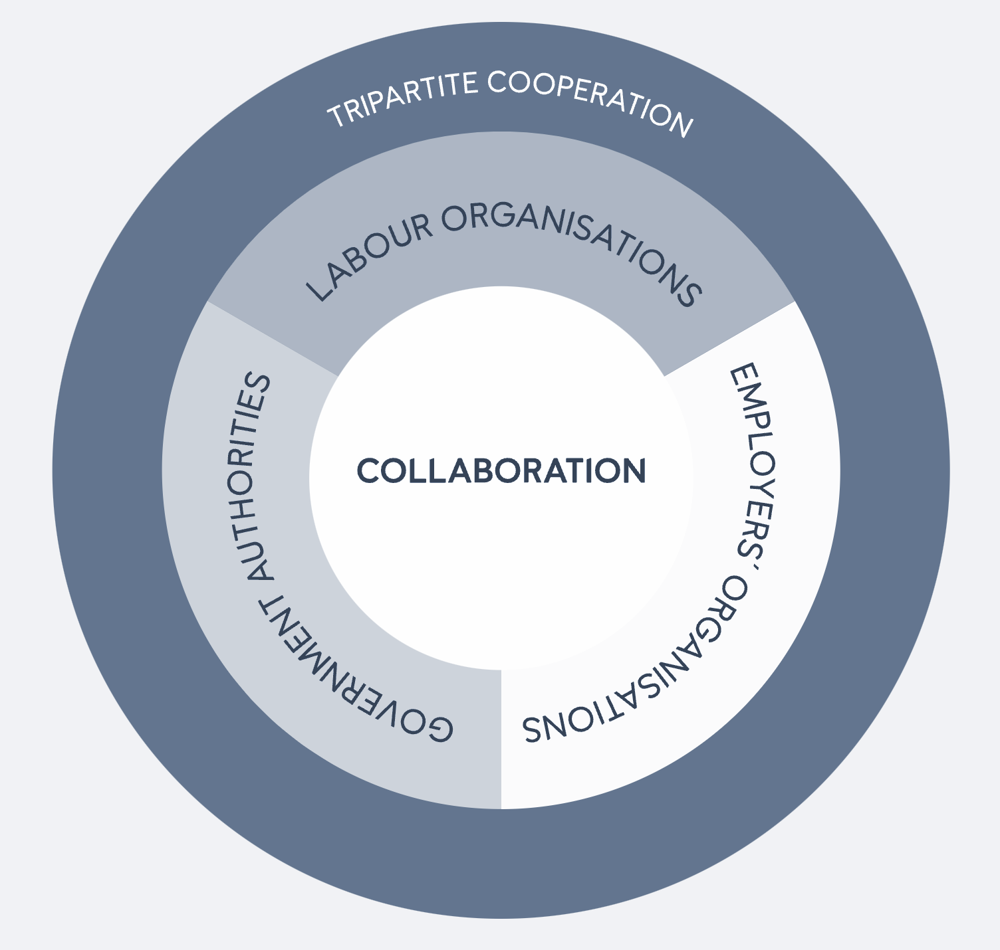 TRIPARTITE COOPERATION
LABOUR ORGANISATIONS
EMPLOYERS' ORGANISATIONS
GOVERNMENT AUTHORITIES
COLLABORATION